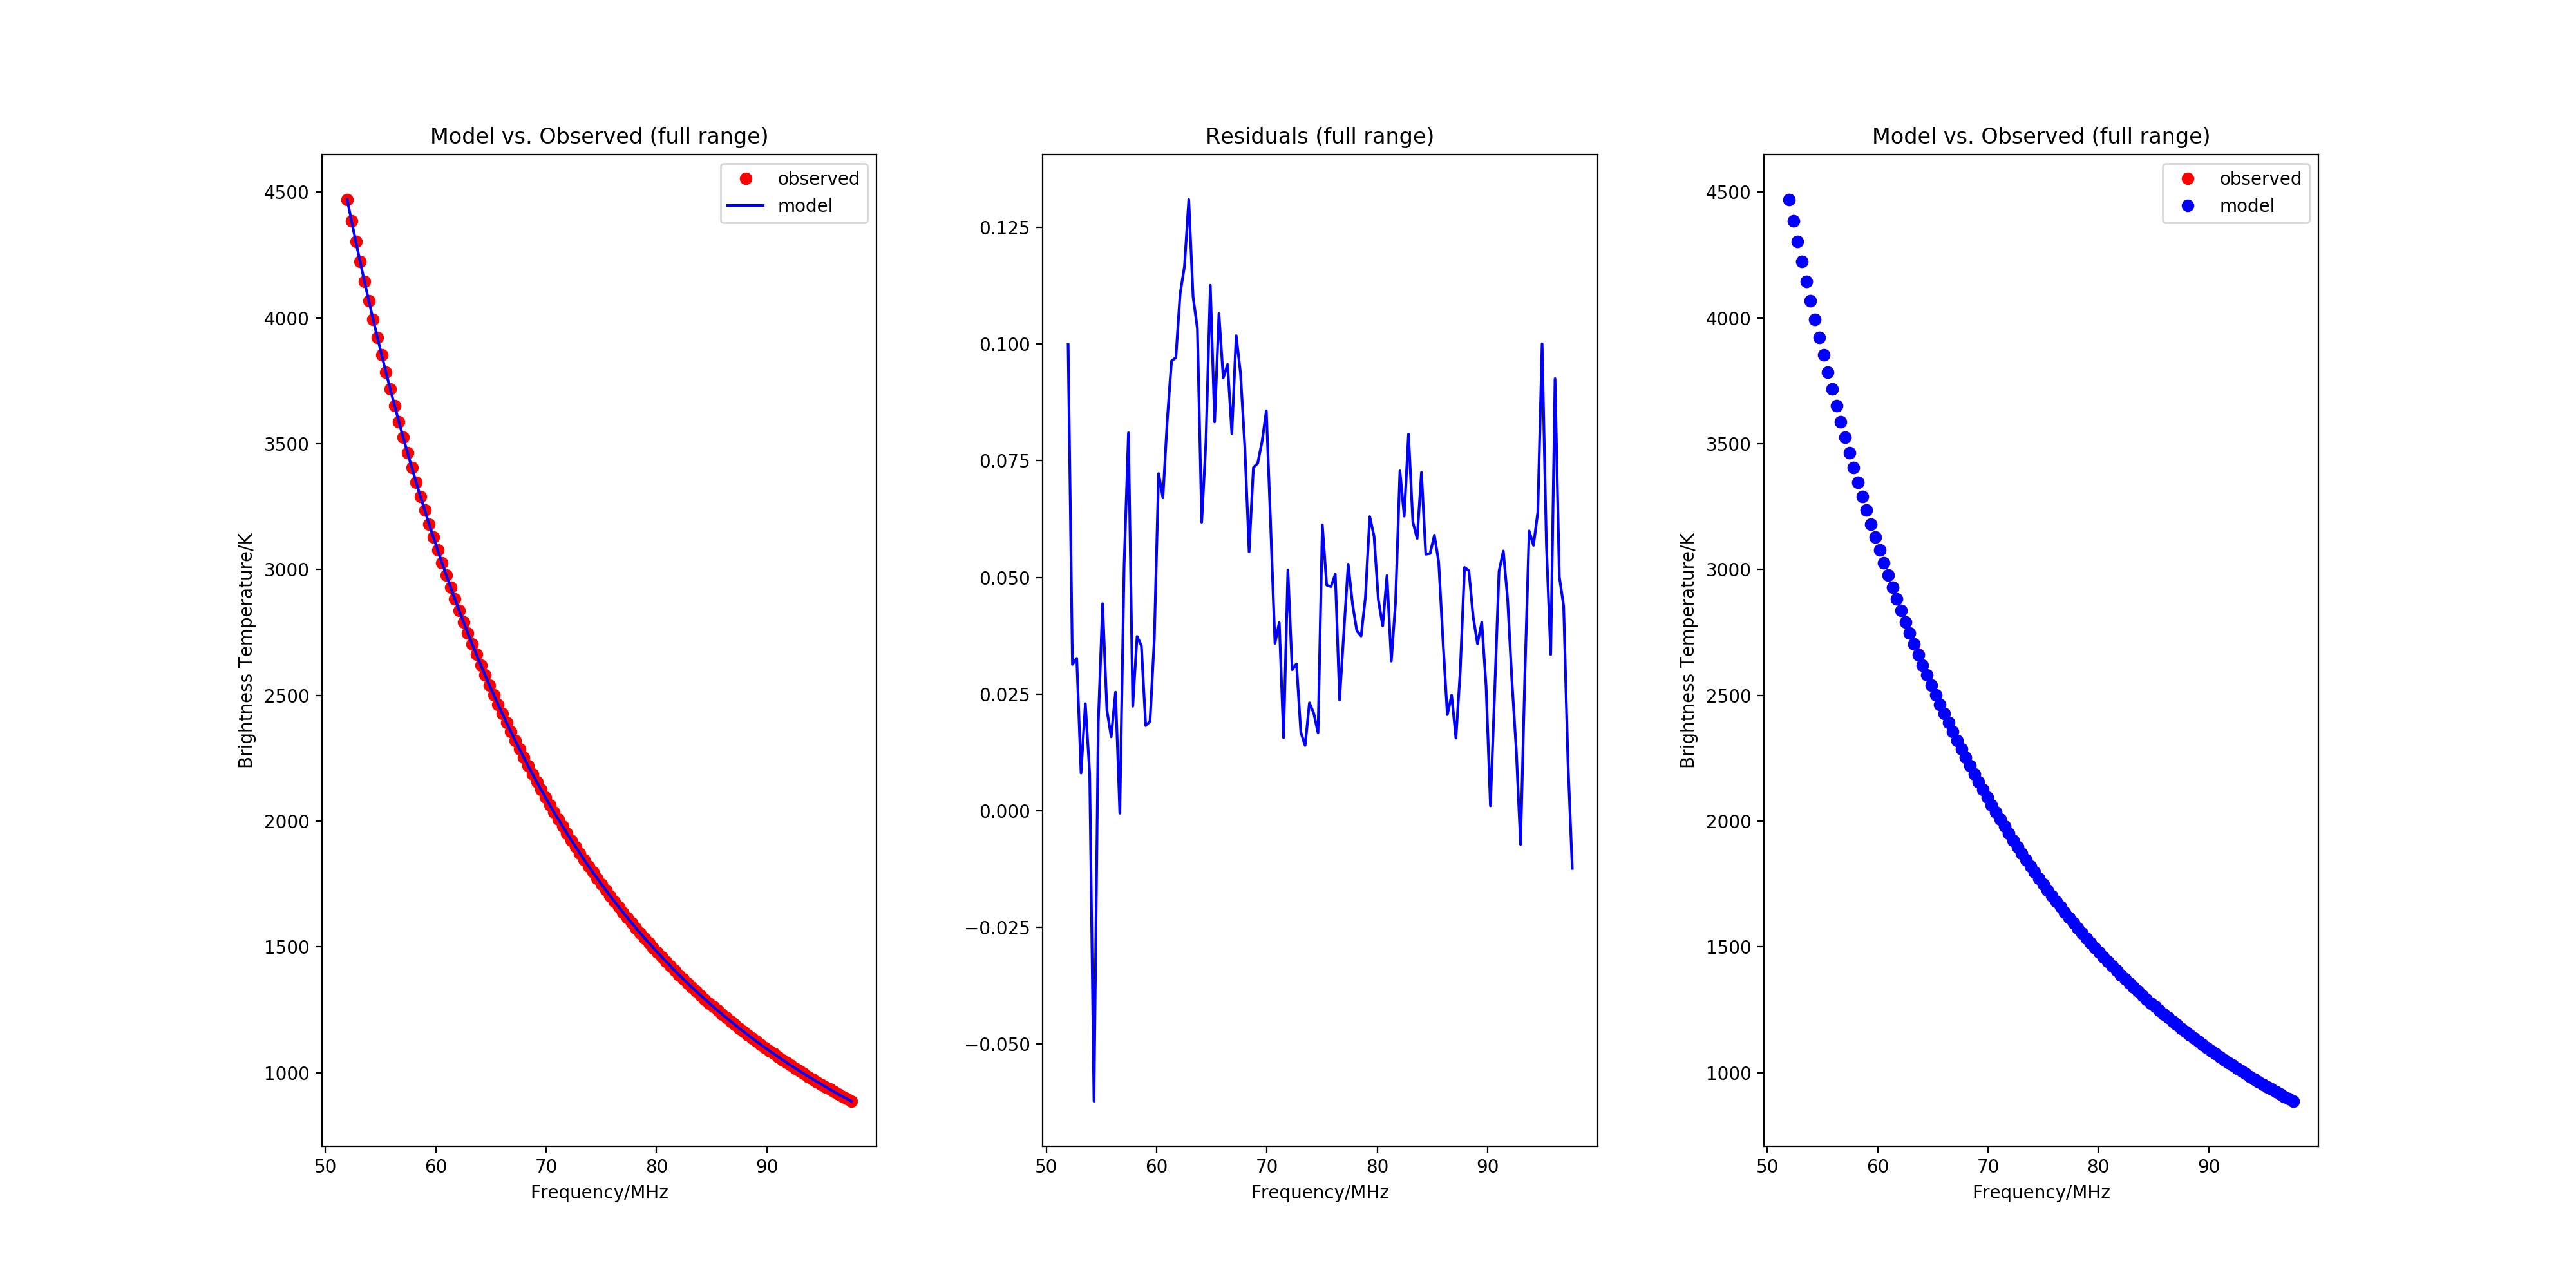 Model vs. Observed (full range)
observed
model
4500
4000
3500
3000
2500
2000
1500
1000
Brightness Temperature/K
50 60 70 80 90
Frequency/MHz
Residuals (full range)
0.125
0.100
0.075
0.050
0.025
0.000
−0.025
−0.050
50 60 70 80 90
Frequency/MHz
Model vs. Observed (full range)
observed
model
4500
4000
3500
3000
2500
2000
1500
1000
Brightness Temperature/K
50 60 70 80 90
Frequency/MHz